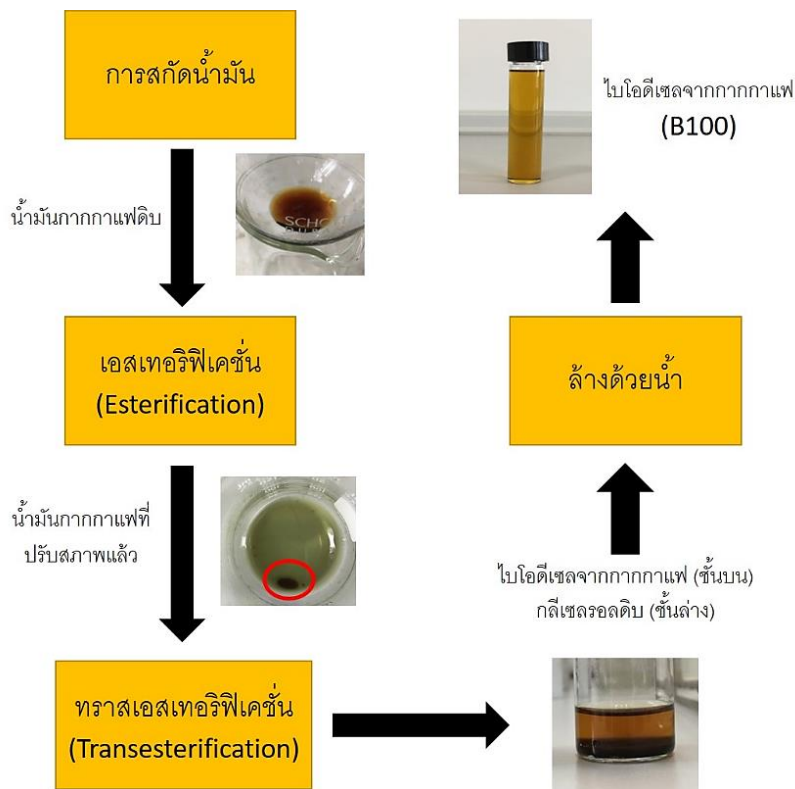 การสกัดน้ำมัน
น้ำมันกากกาแฟดิบ
SCHO
เอสเทอริฟิเคชั่น
(Esterification)
น้ำมันกากกาแฟที่
ปรับสภาพแล้ว
ทราสเอสเทอริฟิเคชั่น
(Transesterification)
ไบโอดีเซลจากกากกาแฟ (ชั้นบน)
กลีเซลรอลดิบ (ชั้นล่าง)
ล้างด้วยน้ำ
ไบโอดีเซลจากกากกาแฟ
(B100)